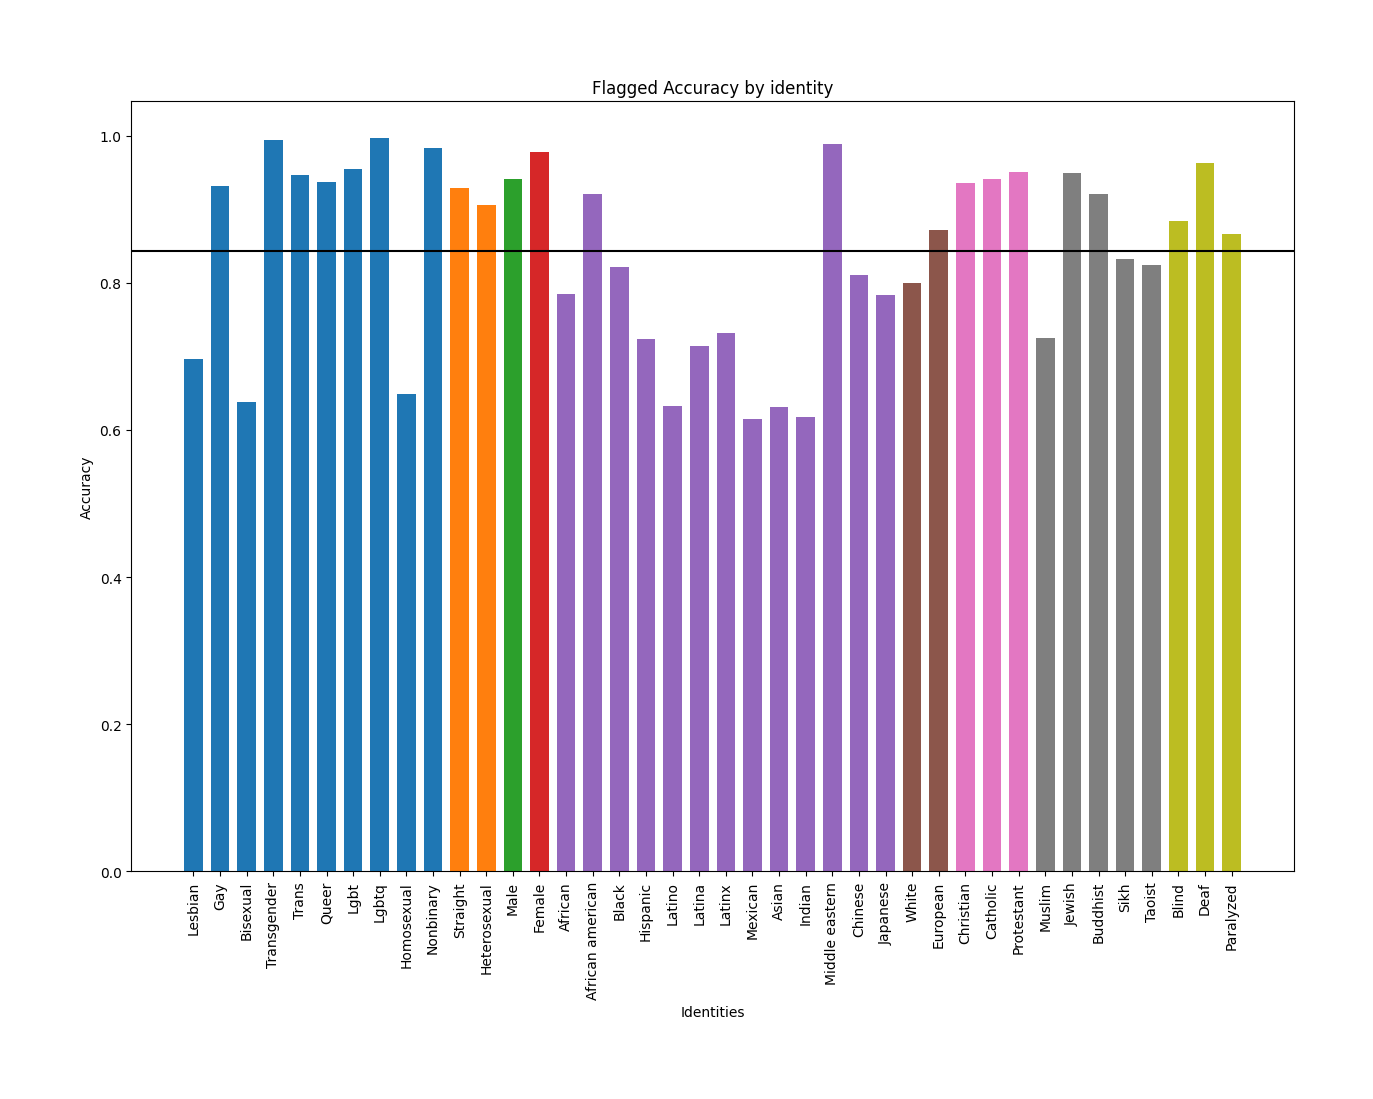 Flagged Accuracy by identity
1.0
0.8
0.6
0.4
0.2
0.0
Accuracy
Lesbian
Gay
Bisexual
Transgender
Trans
Queer
Lgbt
Lgbtq
Homosexual
Nonbinary
Straight
Heterosexual
Male
Female
African
African american
Black
Hispanic
Latino
Latina
Latinx
Mexican
Asian
Indian
Middle eastern
Chinese
Japanese
White
European
Christian
Catholic
Protestant
Muslim
Jewish
Buddhist
Sikh
Taoist
Blind
Deaf
Paralyzed
Identities